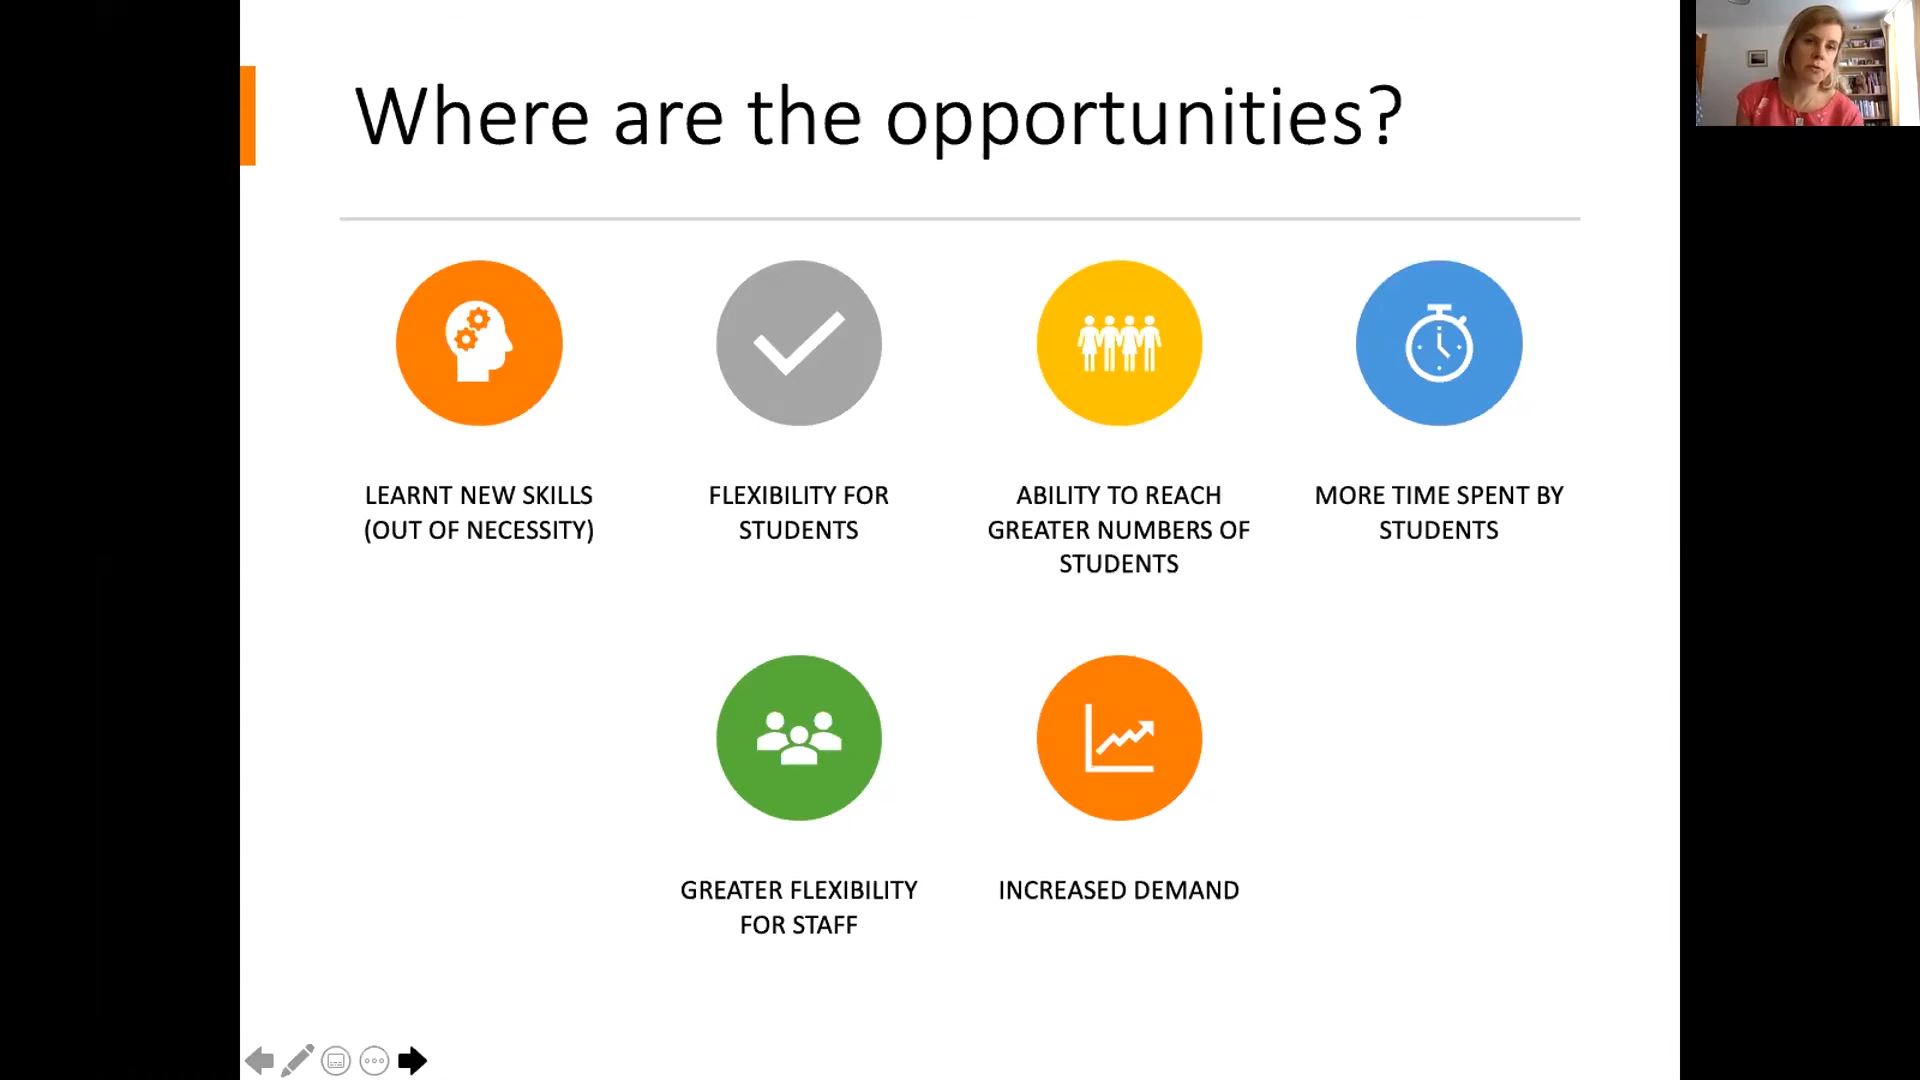 Where are the opportunities?
LEARNT NEW SKILLS
(OUT OF NECESSITY)
FLEXIBILITY FOR
STUDENTS
ABILITY TO REACH
GREATER NUMBERS OF
STUDENTS
MORE TIME SPENT BY
STUDENTS
GREATER FLEXIBILITY
FOR STAFF
INCREASED DEMAND